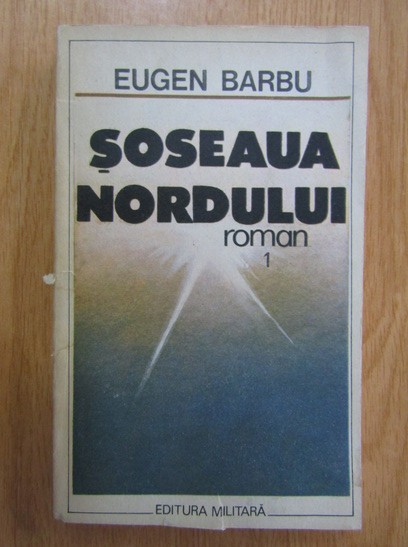 EUGEN BARBU
ȘOSEAUA
NORDULUI
roman
1
EDITURA MILITARĂ